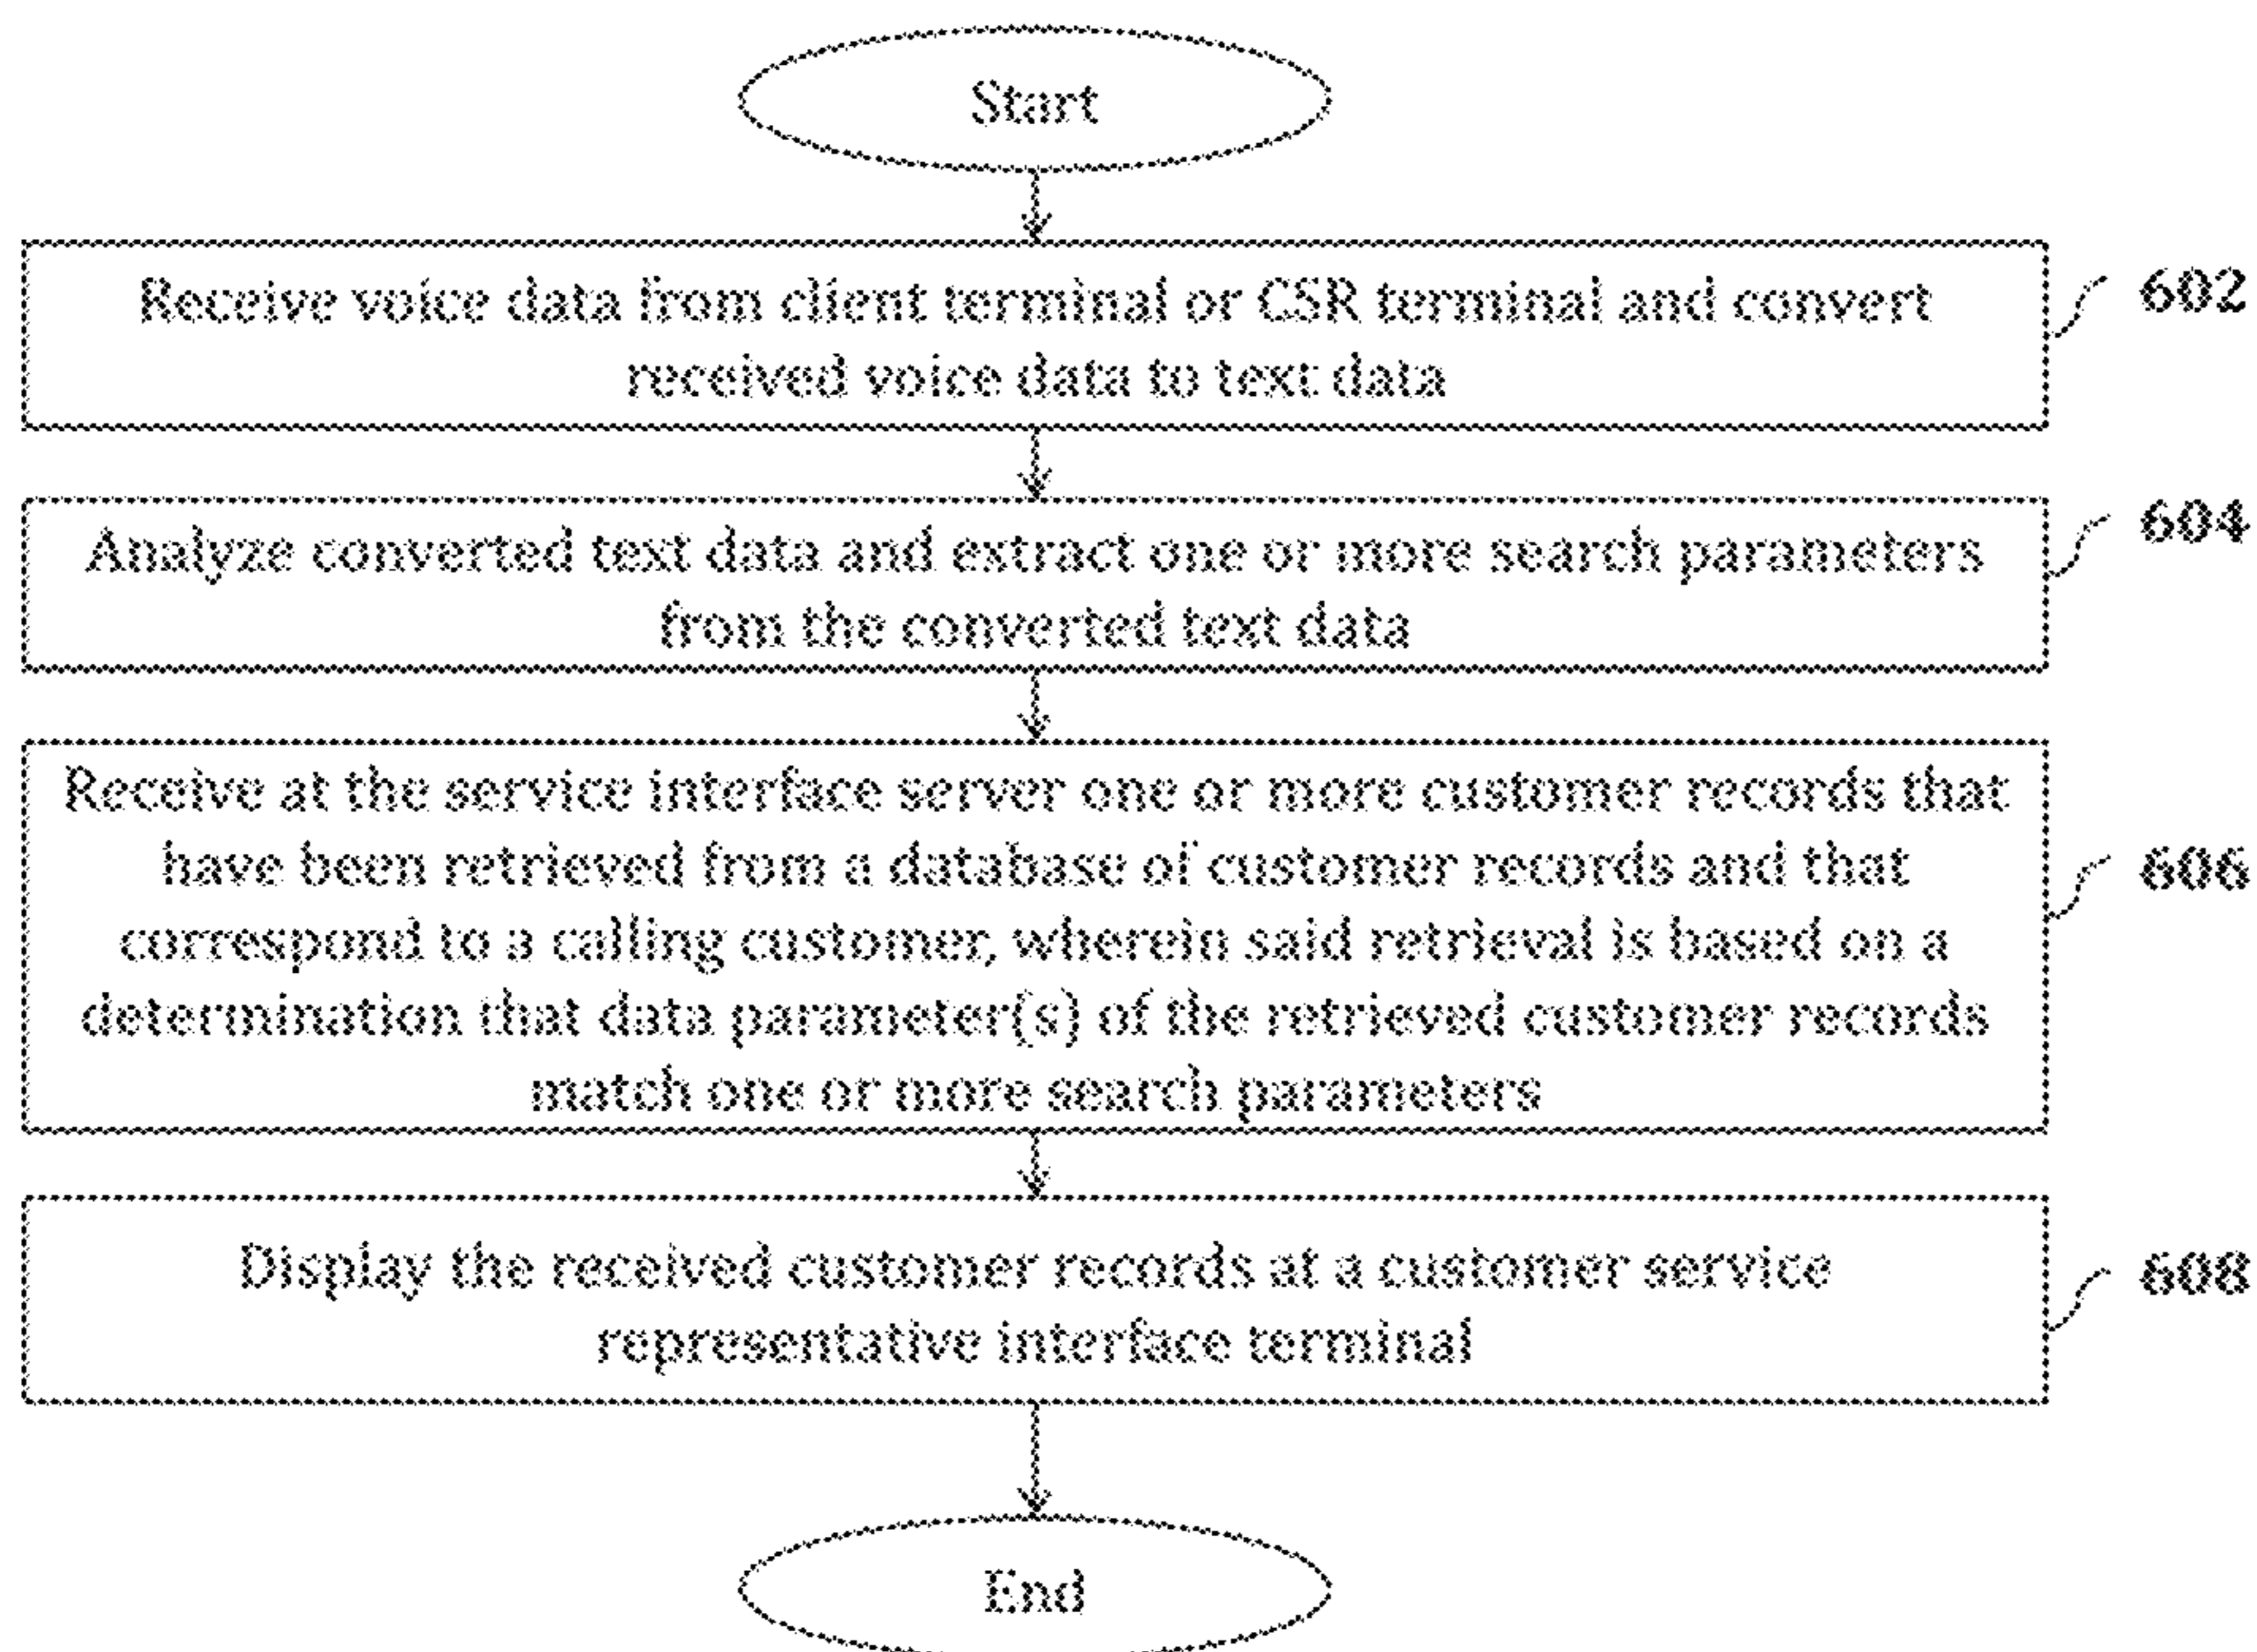 Start
Receive voice data from client terminal or CSR terminal and convert
received voice data to text data
602
Analyze converted text data and extract one or more search parameters
from the converted text data
604
Receive at the service interface server one or more customer records that
have been retrieved from a database of customer records and that
correspond to a calling customer, wherein said retrieval is based on a
determination that data parameter(s) of the retrieved customer records
match one or more search parameters
606
Display the received customer records at a customer service
representative interface terminal
608
End